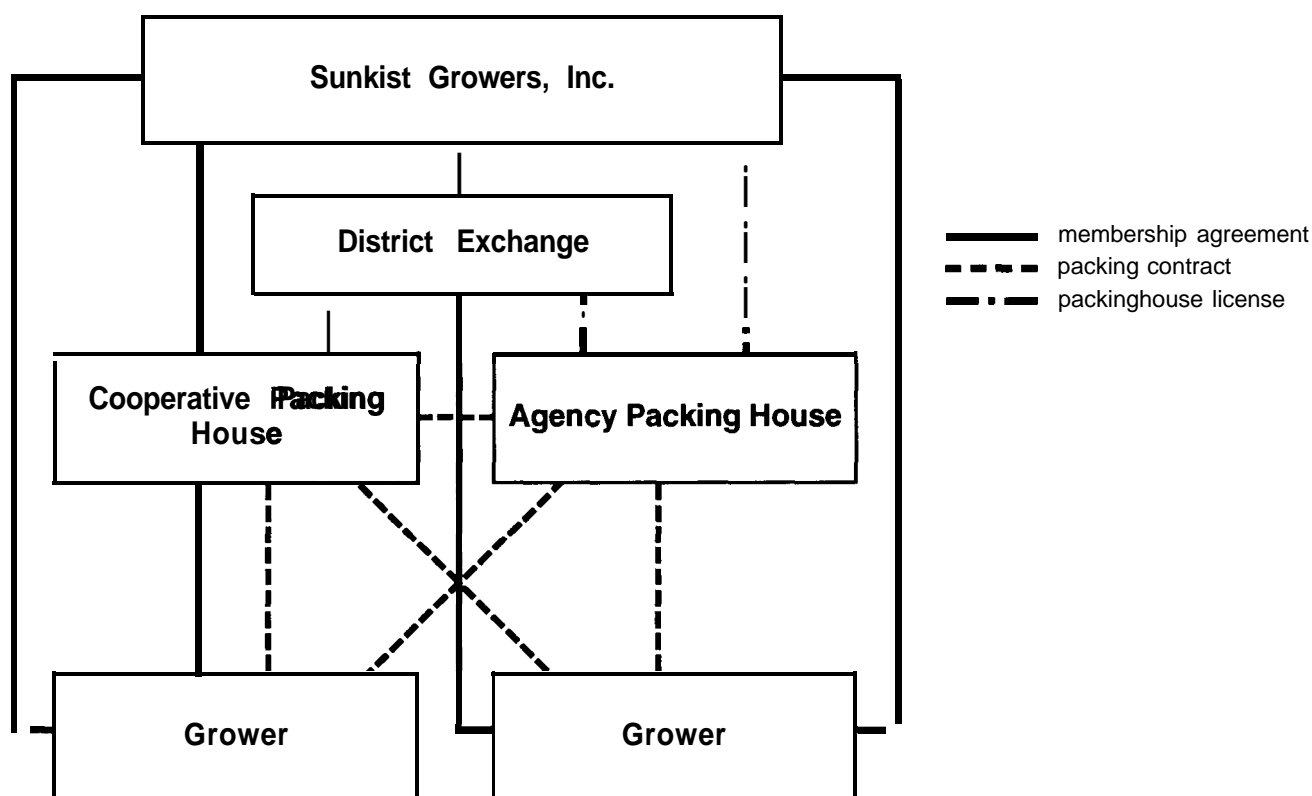 Sunkist Growers, Inc.
District Exchange
membership agreement
packing contract
packinghouse license
Cooperative Packing
House
Agency Packing House
Grower
Grower